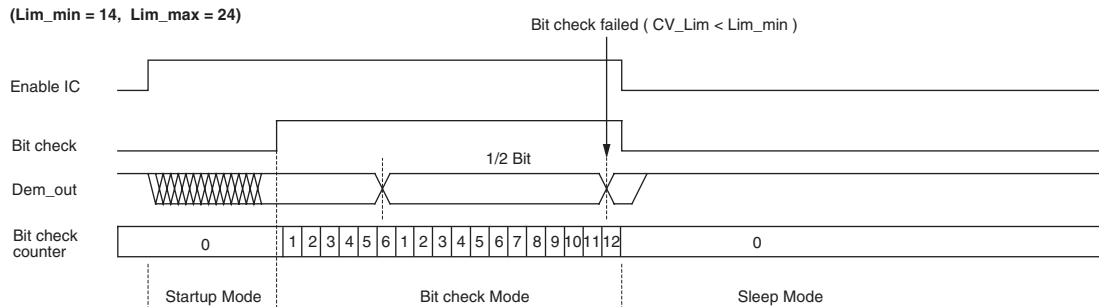 (Lim_min = 14, Lim_max = 24)
Bit check failed ( CV_Lim < Lim_min )
Enable IC
Bit check
1/2 Bit
Dem_out
Bit check counter
0 1 2 3 4 5 6 1 2 3 4 5 6 7 8 9 10 11 12 0
Startup Mode Bit check Mode Sleep Mode